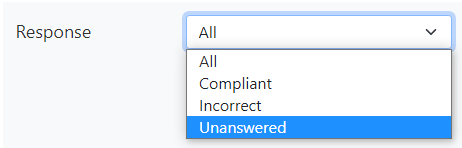 Response
All
All
Compliant
Incorrect
Unanswered